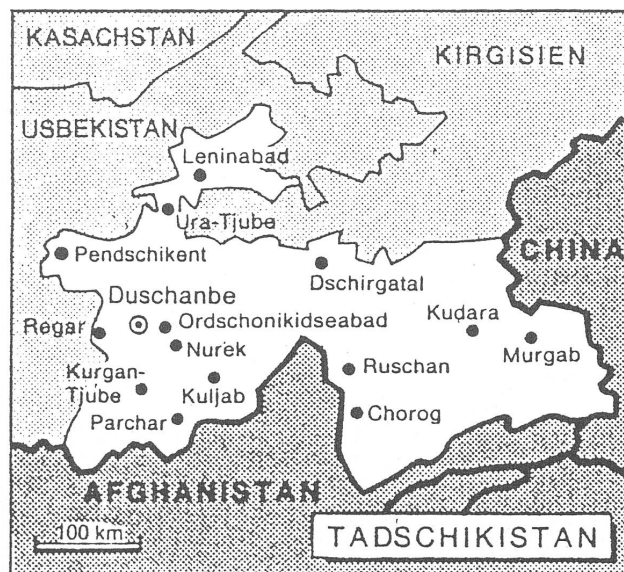 KASACHSTAN
KIRGISIEN
USBEKISTAN
Leninabad
Ura-Tjube
Pendschikent
CHINA
Dschirgatal
Duschanbe
Regar
Ordschonikidseabad
Kudara
Nurek
Murgab
Kurgan-
Tjube
Kuljab
Ruschan
Parchar
Chorog
AFGHANISTAN
100 km
TADSCHIKISTAN